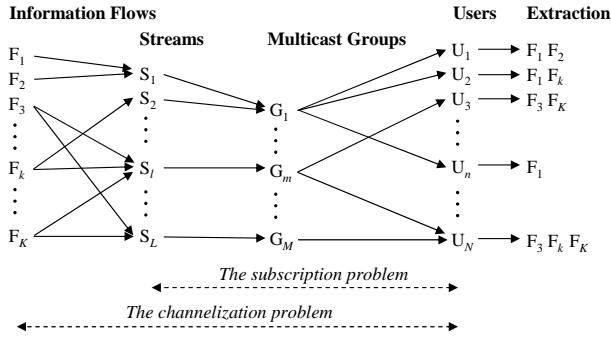 Information Flows Users Extraction
Streams Multicast Groups
F1 U1 F1 F2
F2 S1 U2 F1 Fk
F3 S2 G1 U3 F3 FK
Fk Sl Gm Un F1
FK SL GM UN F3 Fk FK
The subscription problem
The channelization problem